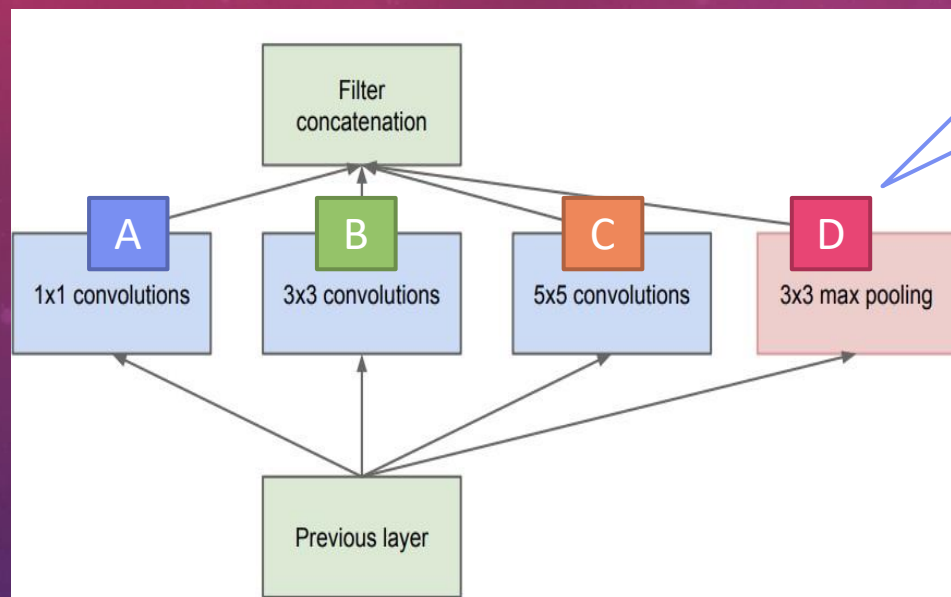 Filter
concatenation
A
B
C
D
1x1 convolutions
3x3 convolutions
5x5 convolutions
3x3 max pooling
Previous layer